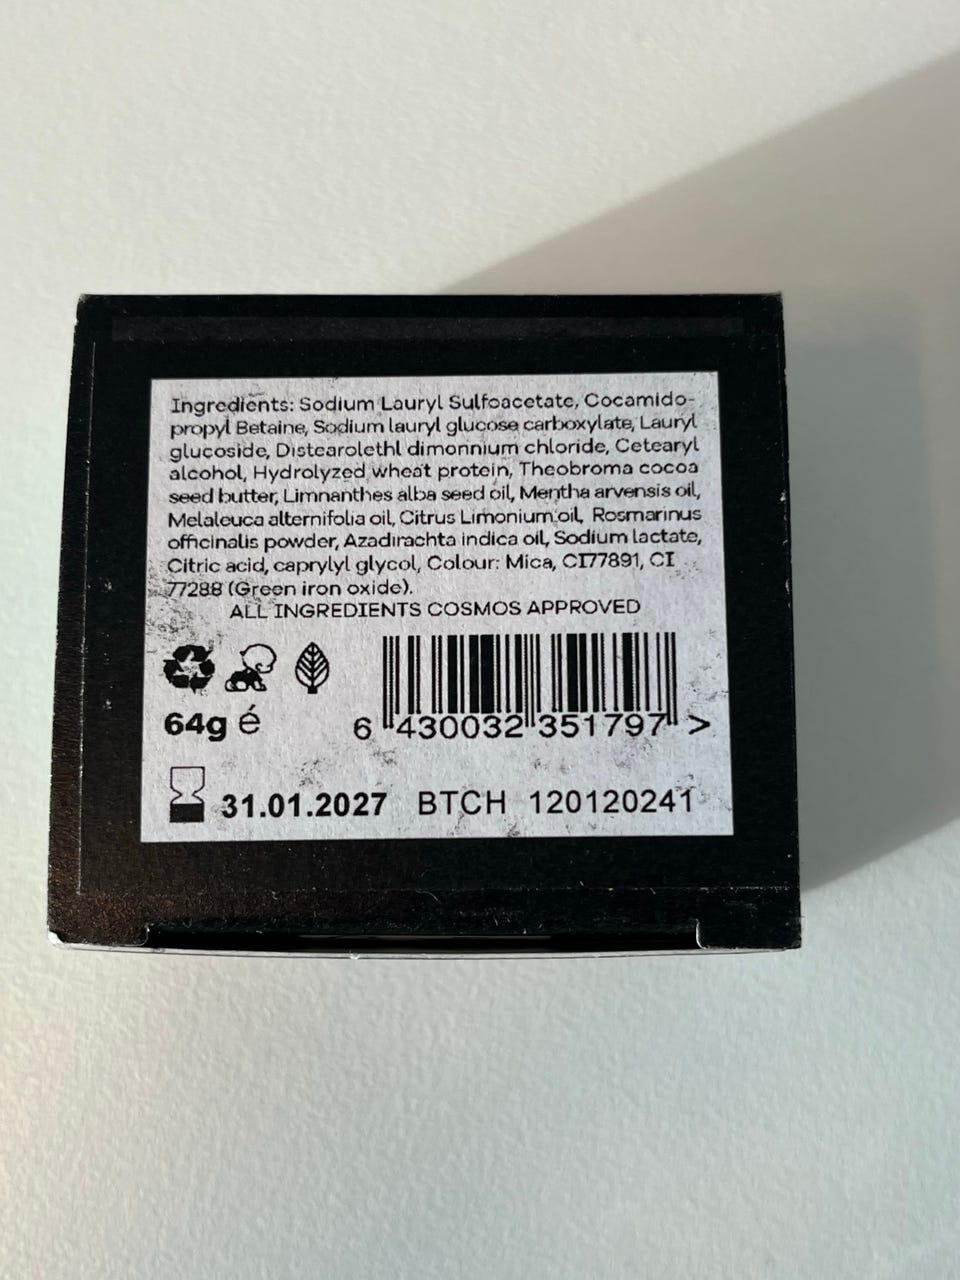 Ingredients: Sodium Lauryl Sulfoacetate, Cocamido-
propyl Betaine, Sodium lauryl glucose carboxylate, Lauryl
glucoside, Distearolethl dimonnium chloride, Cetearyl
alcohol, Hydrolyzed wheat protein, Theobroma cocoa
seed butter, Limnanthes alba seed oil, Mentha arvensis oil,
Melaleuca alternifolia oil, Citrus Limonium oil, Rosmarinus
officinalis powder, Azadirachta indica oil, Sodium lactate,
Citric acid, caprylyl glycol, Colour: Mica, CI77891, CI
77288 (Green iron oxide).
ALL INGREDIENTS COSMOS APPROVED
64g é
6 430032 351797 >
31.01.2027 BTCH 120120241